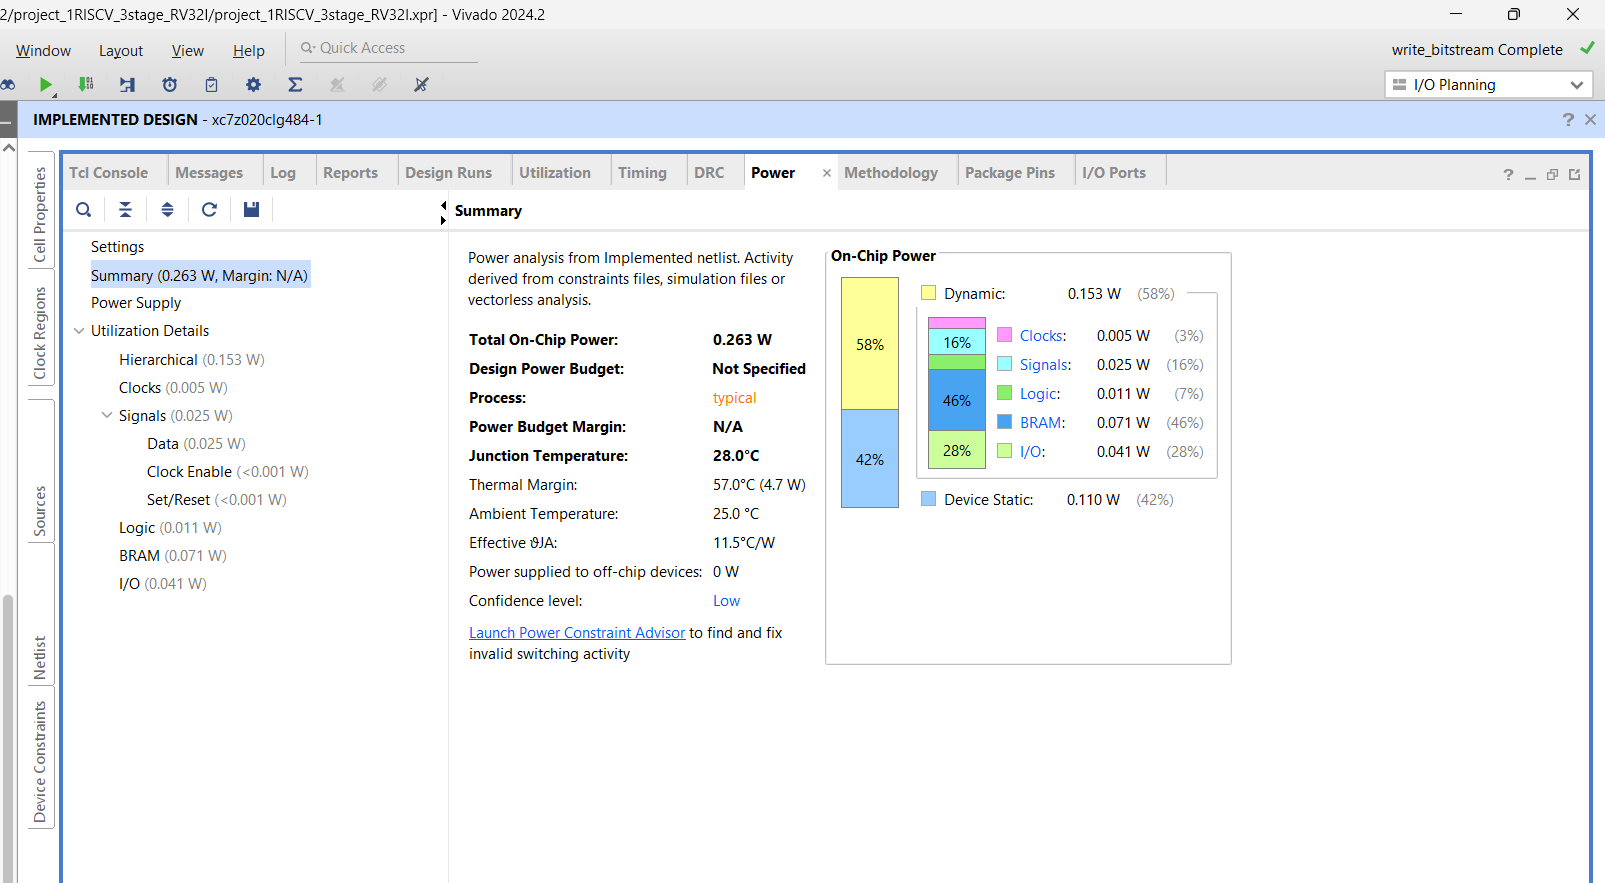 2/project_1RISCV_3stage_RV32I/project_1RISCV_3stage_RV32I.xpr] - Vivado 2024.2
Window Layout View Help Quick Access
write_bitstream Complete
I/O Planning
IMPLEMENTED DESIGN - xc7z020clg484-1
Cell Properties
Clock Regions
Sources
Netlist
Device Constraints
Tcl Console Messages Log Reports Design Runs Utilization Timing DRC Power Methodology Package Pins I/O Ports
Summary
Settings
Summary (0.263 W, Margin: N/A)
Power Supply
Utilization Details
Hierarchical (0.153 W)
Clocks (0.005 W)
Signals (0.025 W)
Data (0.025 W)
Clock Enable (<0.001 W)
Set/Reset (<0.001 W)
Logic (0.011 W)
BRAM (0.071 W)
I/O (0.041 W)
Power analysis from Implemented netlist. Activity
derived from constraints files, simulation files or
vectorless analysis.
Total On-Chip Power: 0.263 W
Design Power Budget: Not Specified
Process: typical
Power Budget Margin: N/A
Junction Temperature: 28.0°C
Thermal Margin: 57.0°C (4.7 W)
Ambient Temperature: 25.0 °C
Effective ϑJA: 11.5°C/W
Power supplied to off-chip devices: 0 W
Confidence level: Low
Launch Power Constraint Advisor to find and fix
invalid switching activity
On-Chip Power
58%
42%
Dynamic: 0.153 W (58%)
16%
46%
28%
Clocks: 0.005 W (3%)
Signals: 0.025 W (16%)
Logic: 0.011 W (7%)
BRAM: 0.071 W (46%)
I/O: 0.041 W (28%)
Device Static: 0.110 W (42%)